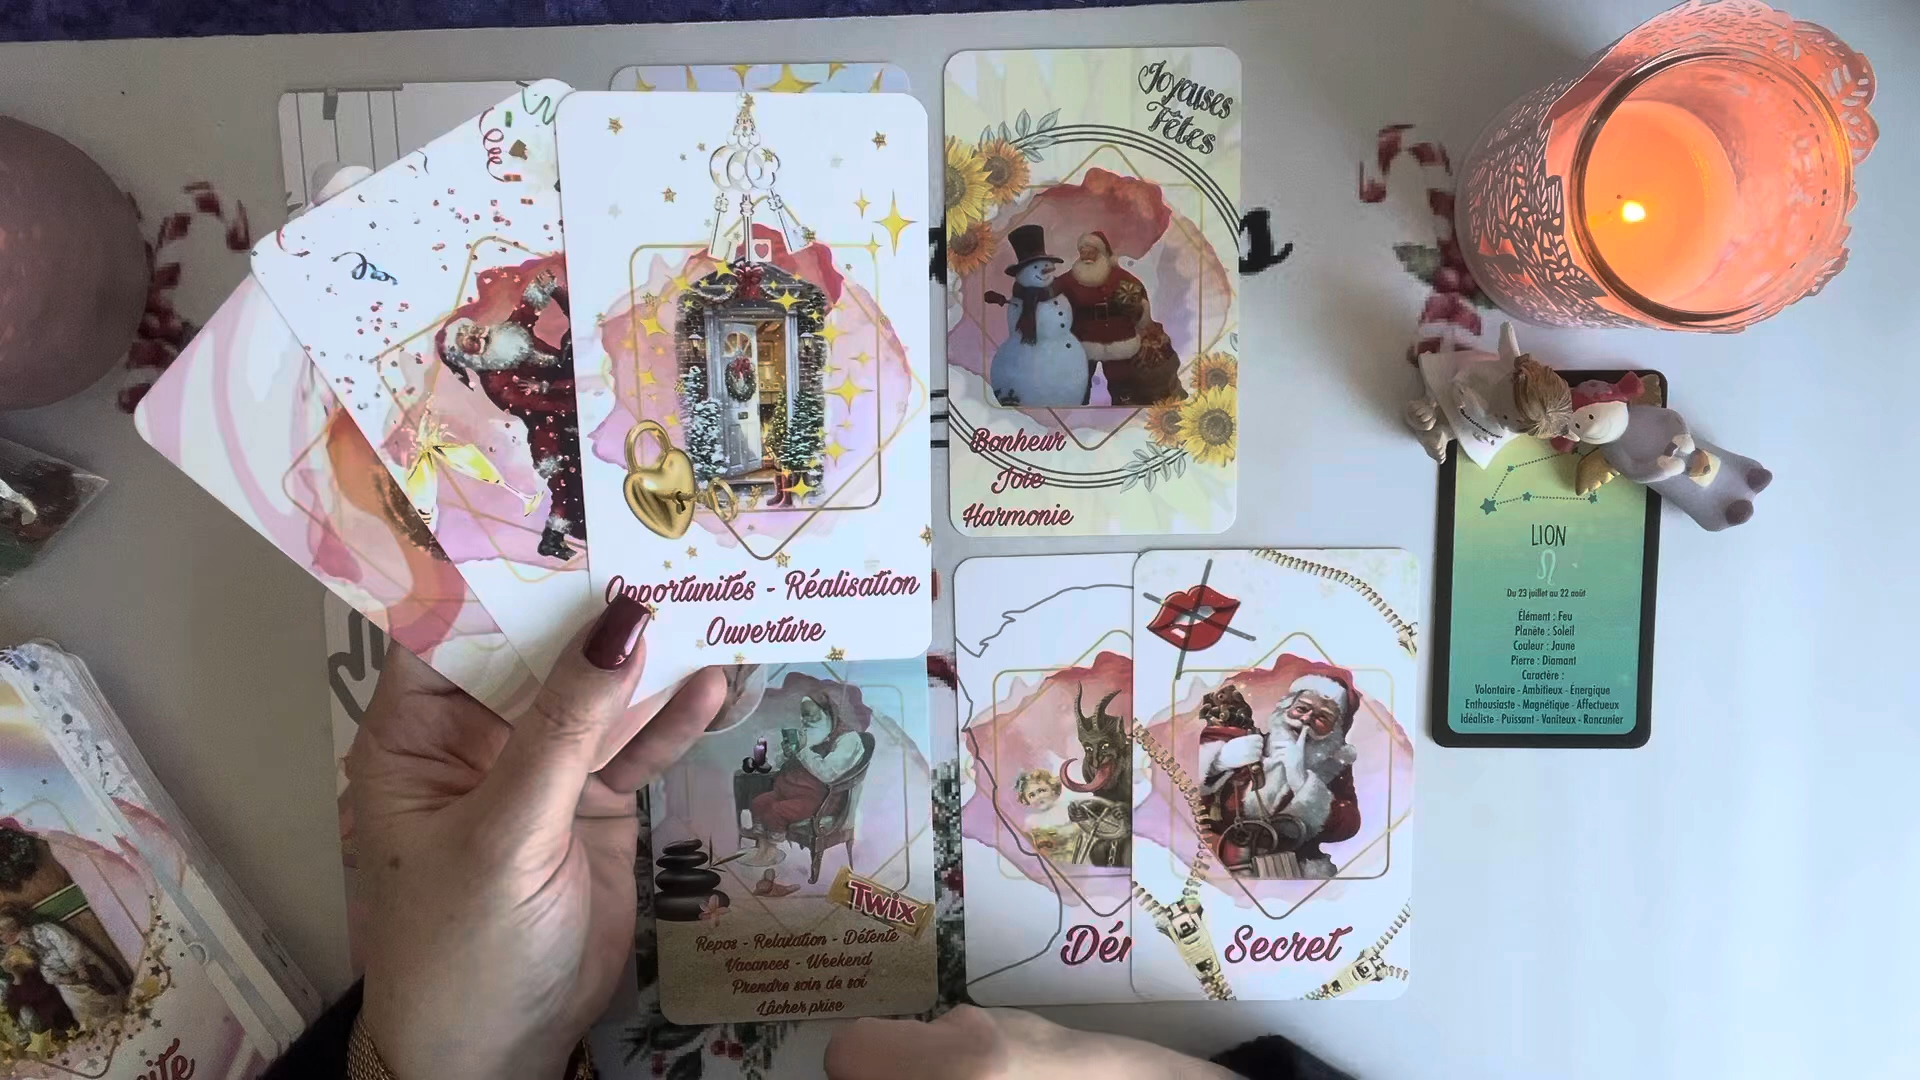 Joyeuses
Fêtes
Bonheur
Joie
Harmonie
Opportunités - Réalisation
Ouverture
LION
Du 23 juillet au 22 août
Élément : Feu
Planète : Soleil
Couleur : Jaune
Pierre : Diamant
Caractère :
Volontaire - Ambitieux - Énergique
Enthousiaste - Magnétique - Affectueux
Idéaliste - Puissant - Vaniteux - Rancunier
TWIX
Repos - Relaxation - Détente
Vacances - Weekend
Prendre soin de soi
Lâcher prise
Secret